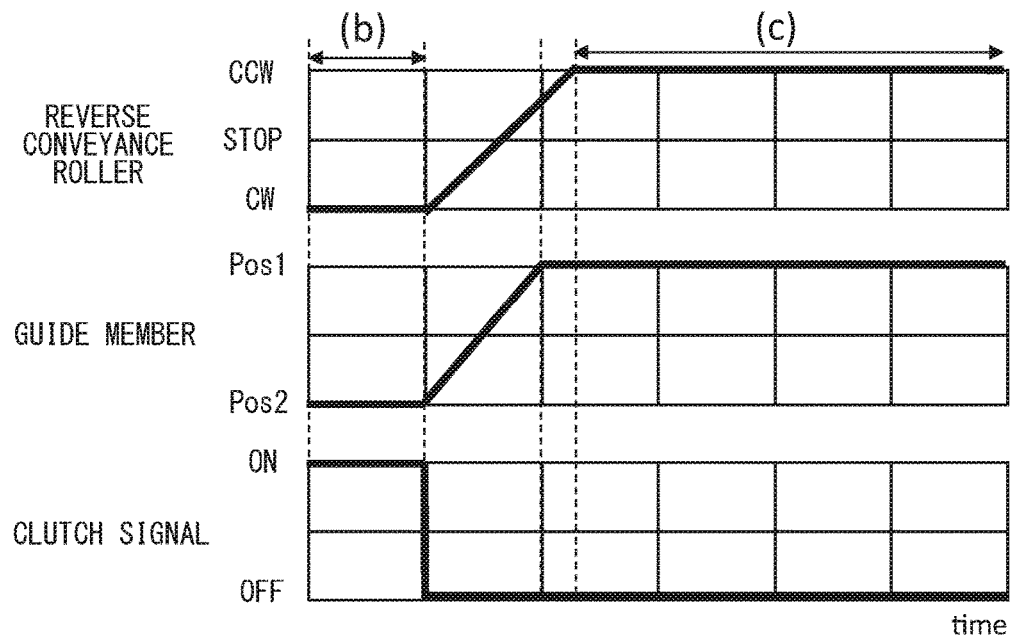 (b)
(c)
CCW
REVERSE
CONVEYANCE
ROLLER
STOP
CW
Pos1
GUIDE MEMBER
Pos2
ON
CLUTCH SIGNAL
OFF
time